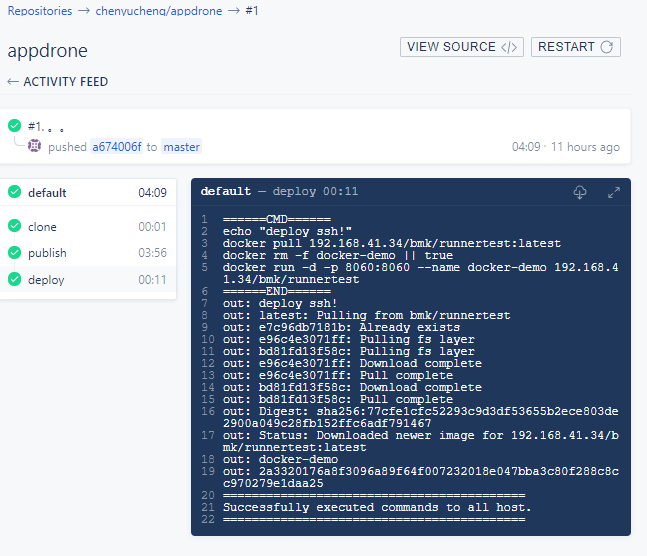 Repositories → chenyucheng/appdrone → #1
appdrone
VIEW SOURCE </>
RESTART
← ACTIVITY FEED
#1. 。。
pushed a674006f to master
04:09 · 11 hours ago
default 04:09
clone 00:01
publish 03:56
deploy 00:11
default — deploy 00:11
1 ======CMD======
2 echo "deploy ssh!"
3 docker pull 192.168.41.34/bmk/runnertest:latest
4 docker rm -f docker-demo || true
5 docker run -d -p 8060:8060 --name docker-demo 192.168.4
1.34/bmk/runnertest
6 ======END======
7 out: deploy ssh!
8 out: latest: Pulling from bmk/runnertest
9 out: e7c96db7181b: Already exists
10 out: e96c4e3071ff: Pulling fs layer
11 out: bd81fd13f58c: Pulling fs layer
12 out: e96c4e3071ff: Download complete
13 out: e96c4e3071ff: Pull complete
14 out: bd81fd13f58c: Download complete
15 out: bd81fd13f58c: Pull complete
16 out: Digest: sha256:77cfe1cfc52293c9d3df53655b2ece803de
2900a049c28fb152ffc6adf791467
17 out: Status: Downloaded newer image for 192.168.41.34/b
mk/runnertest:latest
18 out: docker-demo
19 out: 2a3320176a8f3096a89f64f007232018e047bba3c80f288c8c
c970279e1daa25
20 ==========================================
21 Successfully executed commands to all host.
22 ==========================================